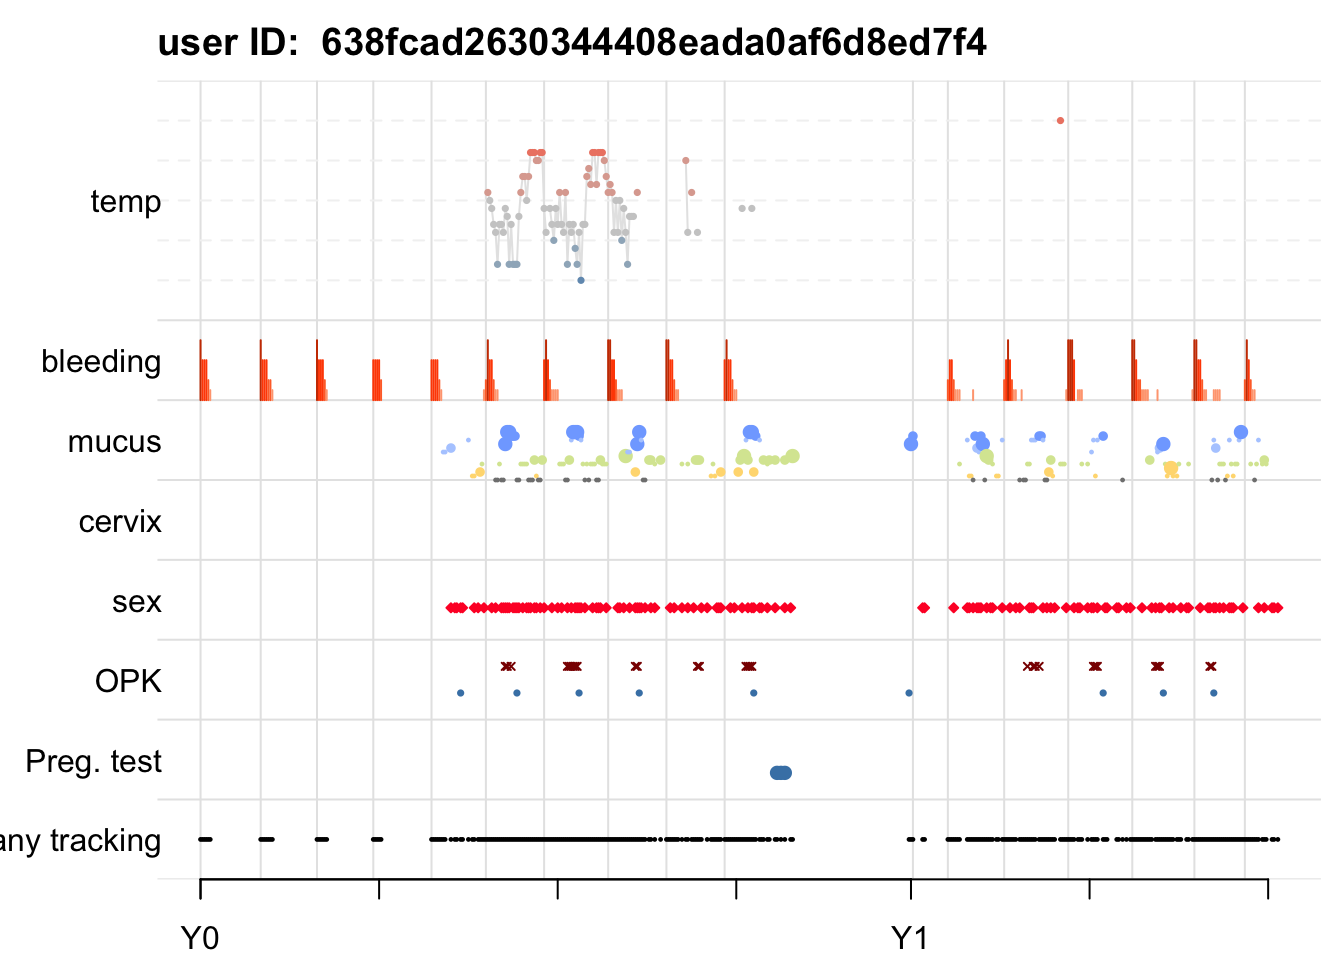 user ID:  638fcad2630344408eada0af6d8ed7f4
temp
bleeding
mucus
cervix
sex
OPK
Preg. test
any tracking
Y0
Y1